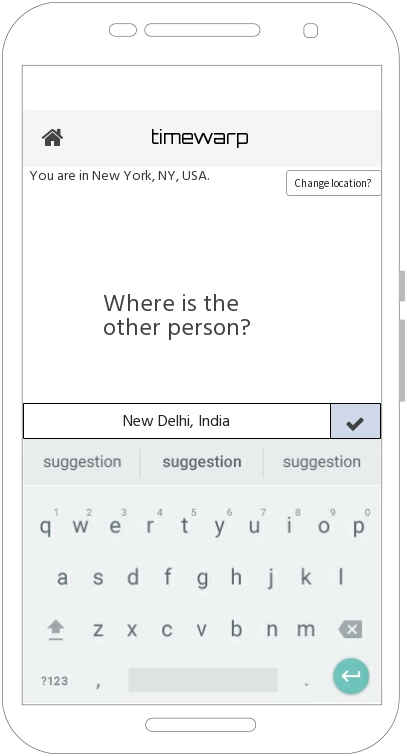 timewarp
You are in New York, NY, USA.
Change location?
Where is the
other person?
New Delhi, India
suggestion suggestion suggestion
1 2 3 4 5 6 7 8 9 0
q w e r t y u i o p
a s d f g h j k l
z x c v b n m
?123 , .